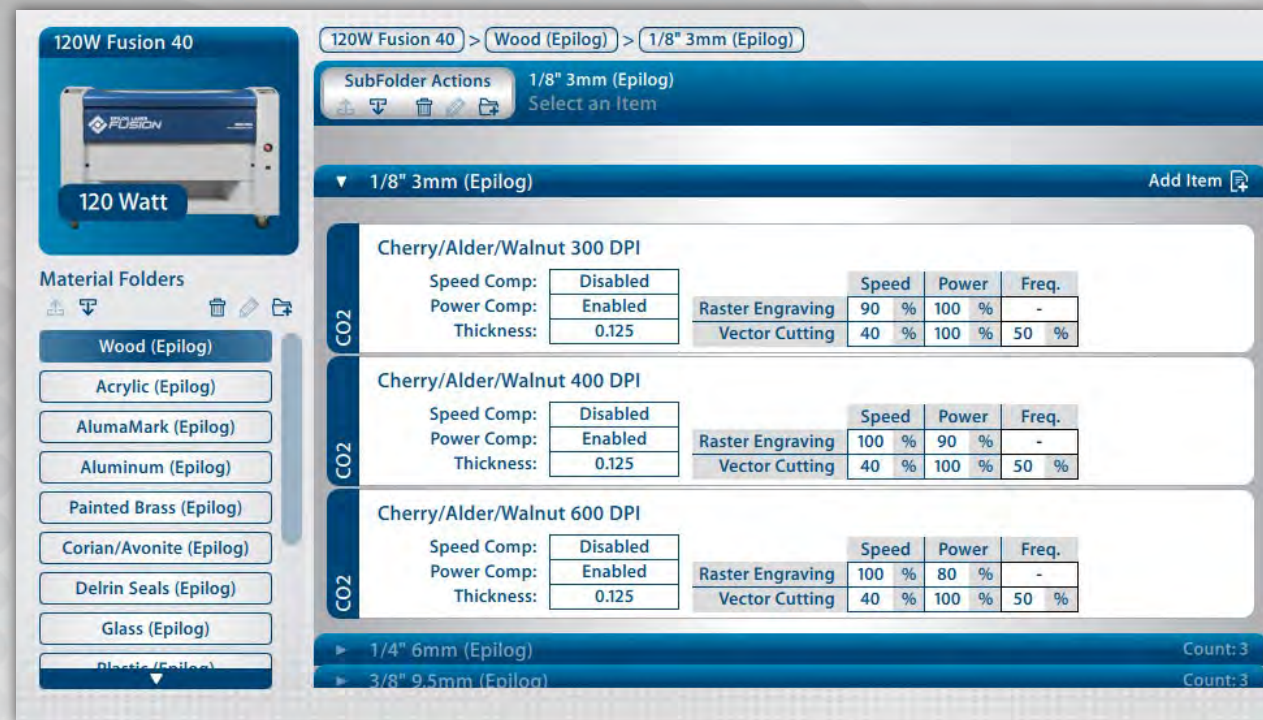 120W Fusion 40
FUSION
120 Watt
Material Folders
Wood (Epilog)
Acrylic (Epilog)
AlumaMark (Epilog)
Aluminum (Epilog)
Painted Brass (Epilog)
Corian/Avonite (Epilog)
Delrin Seals (Epilog)
Glass (Epilog)
Plastic (Epilog)
120W Fusion 40 > Wood (Epilog) > 1/8" 3mm (Epilog)
SubFolder Actions
1/8" 3mm (Epilog)
Select an Item
1/8" 3mm (Epilog) Add Item
CO2
Cherry/Alder/Walnut 300 DPI
Speed Comp: Disabled
Power Comp: Enabled
Thickness: 0.125
Speed Power Freq.
Raster Engraving 90 % 100 % -
Vector Cutting 40 % 100 % 50 %
CO2
Cherry/Alder/Walnut 400 DPI
Speed Comp: Disabled
Power Comp: Enabled
Thickness: 0.125
Speed Power Freq.
Raster Engraving 100 % 90 % -
Vector Cutting 40 % 100 % 50 %
CO2
Cherry/Alder/Walnut 600 DPI
Speed Comp: Disabled
Power Comp: Enabled
Thickness: 0.125
Speed Power Freq.
Raster Engraving 100 % 80 % -
Vector Cutting 40 % 100 % 50 %
1/4" 6mm (Epilog) Count: 3
3/8" 9.5mm (Epilog) Count: 3